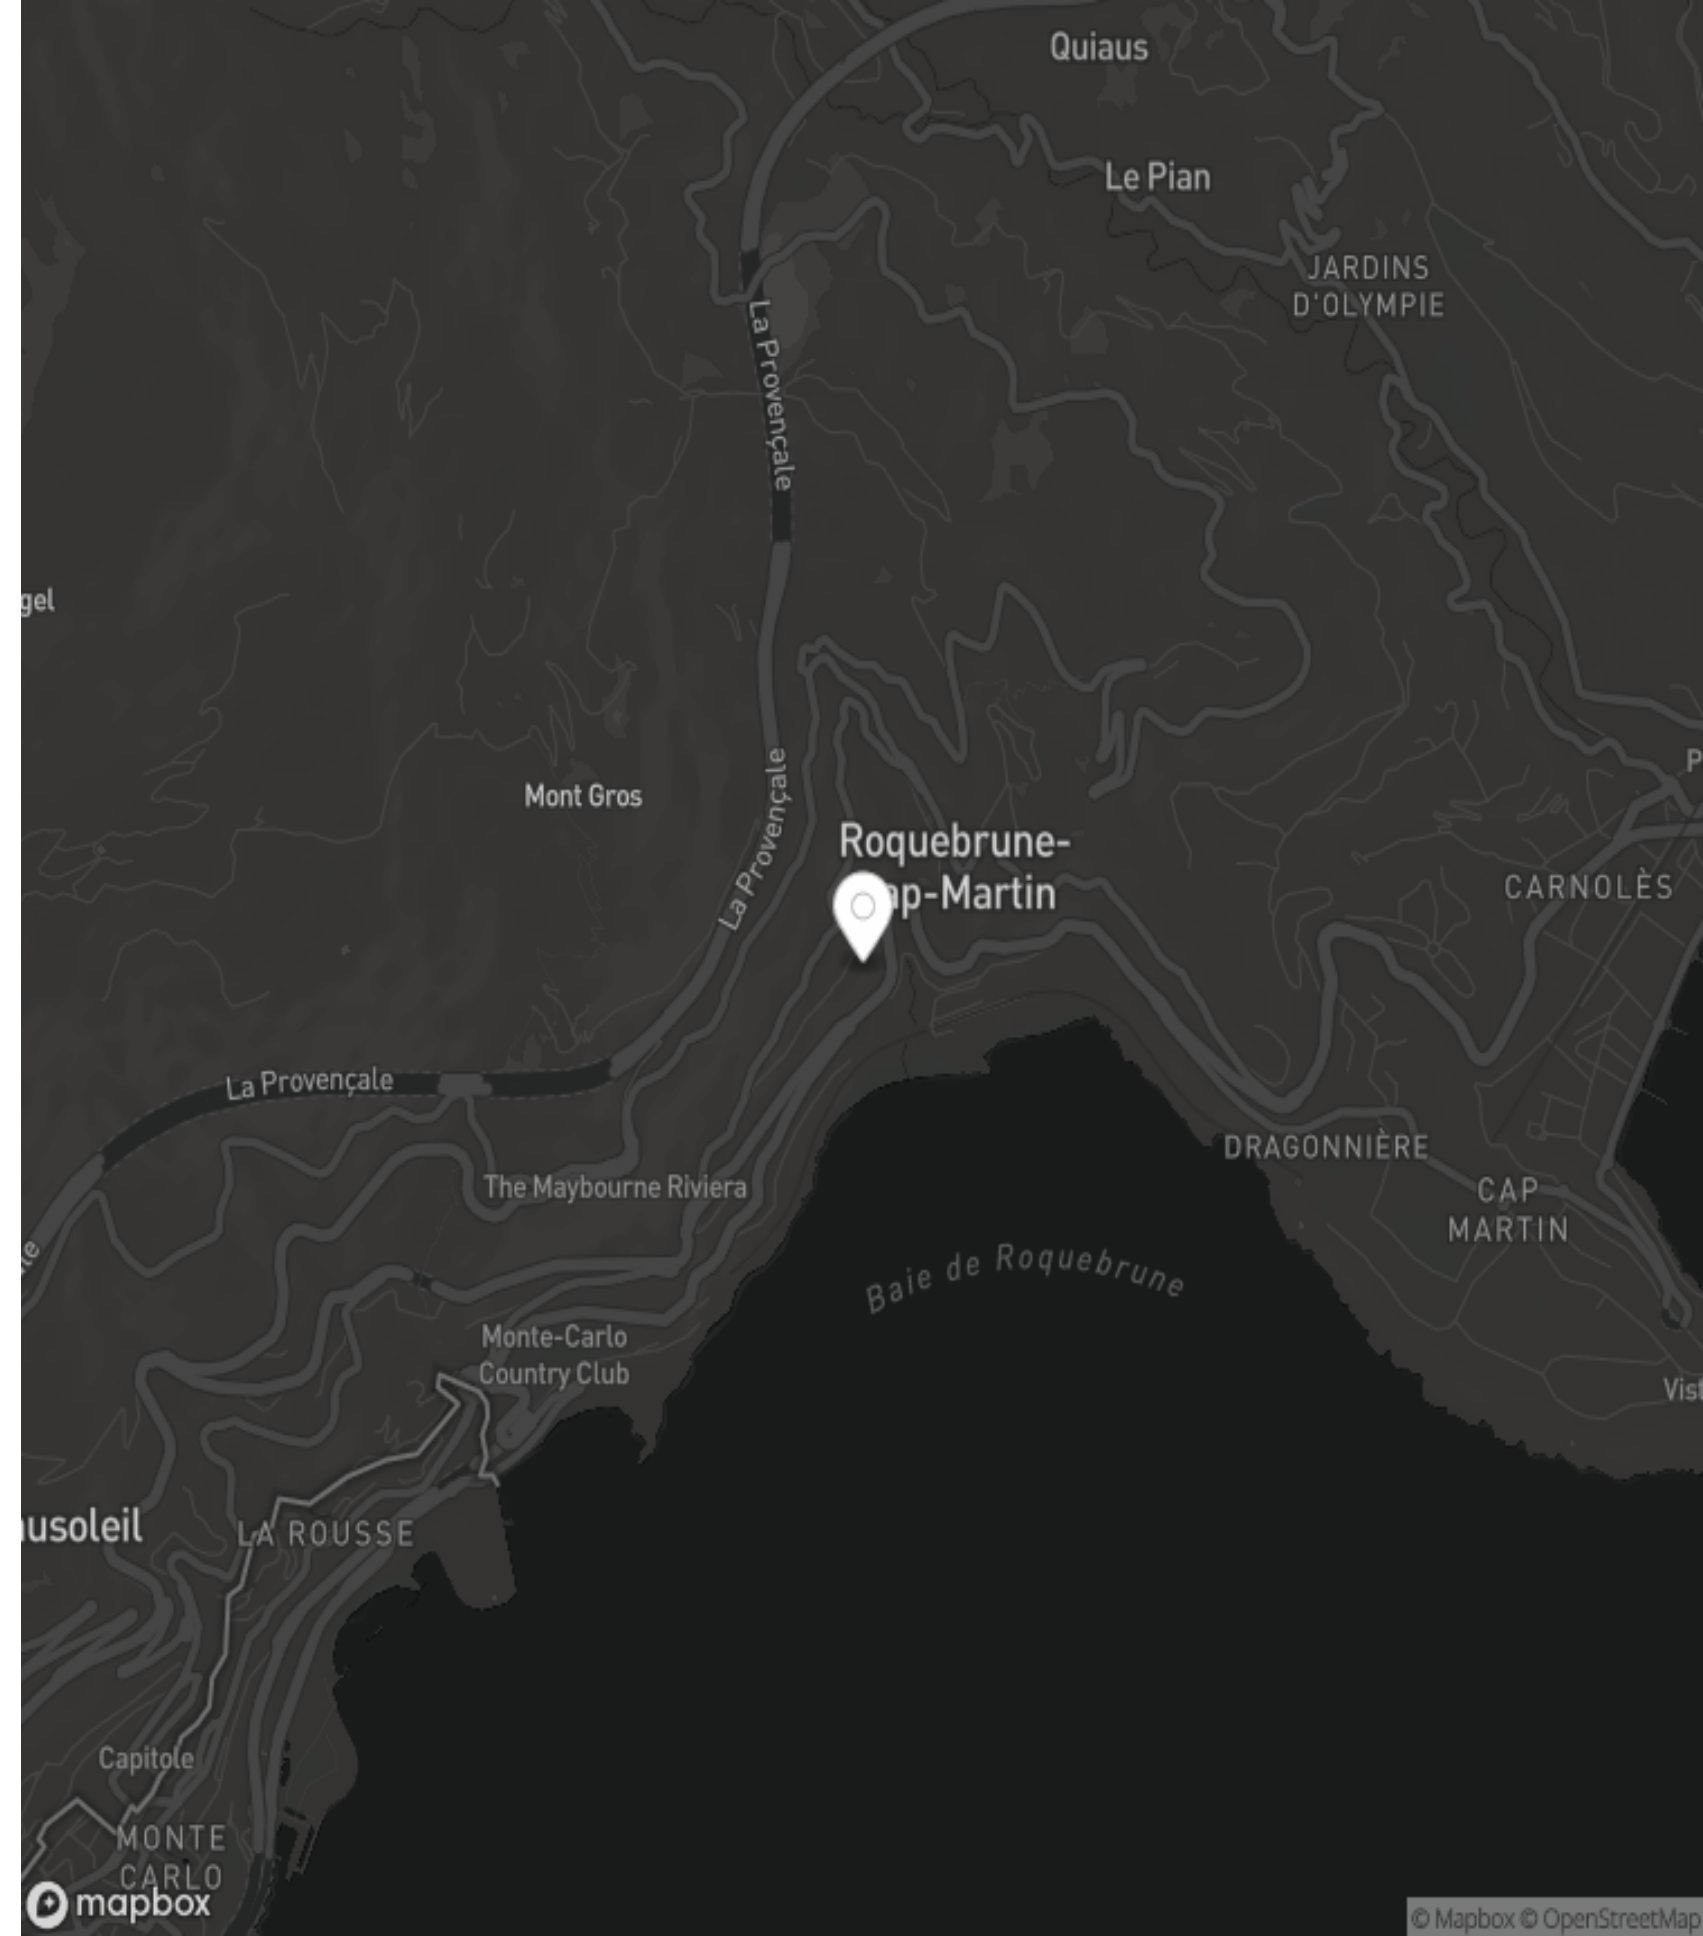 Quiaus
Le Pian
JARDINS
D'OLYMPIE
La Provençale
gel
La Provençale
Mont Gros
P
Roquebrune-
ap-Martin
CARNOLÈS
La Provençale
DRAGONNIÈRE
The Maybourne Riviera
CAP
MARTIN
le
Baie de Roquebrune
Monte-Carlo
Country Club
Vist
usoleil
LA ROUSSE
Capitole
MONTE
CARLO
mapbox
© Mapbox © OpenStreetMap